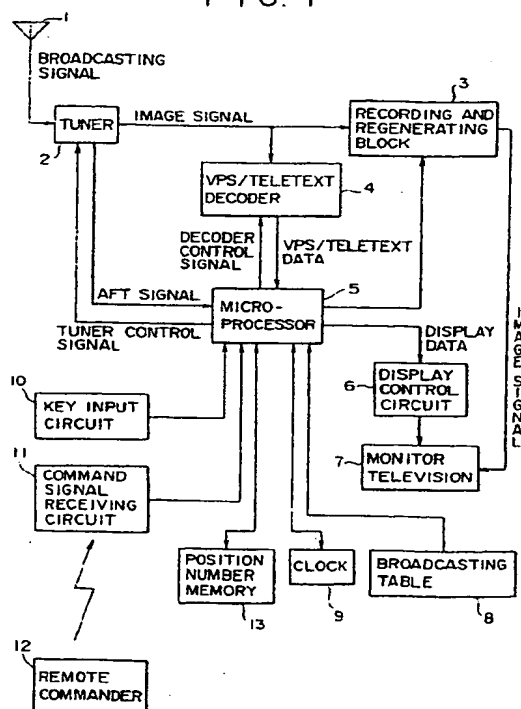 FIG. 1
1
BROADCASTING
SIGNAL
TUNER
2
IMAGE SIGNAL
3
RECORDING AND
REGENERATING
BLOCK
VPS/TELETEXT
DECODER
4
DECODER
CONTROL
SIGNAL
VPS/TELETEXT
DATA
AFT SIGNAL
TUNER CONTROL
SIGNAL
MICRO-
PROCESSOR
5
DISPLAY
DATA
IMAGE SIGNAL
6
DISPLAY
CONTROL
CIRCUIT
7
MONITOR
TELEVISION
10
KEY INPUT
CIRCUIT
11
COMMAND
SIGNAL
RECEIVING
CIRCUIT
POSITION
NUMBER
MEMORY
13
CLOCK
9
BROADCASTING
TABLE
8
12
REMOTE
COMMANDER